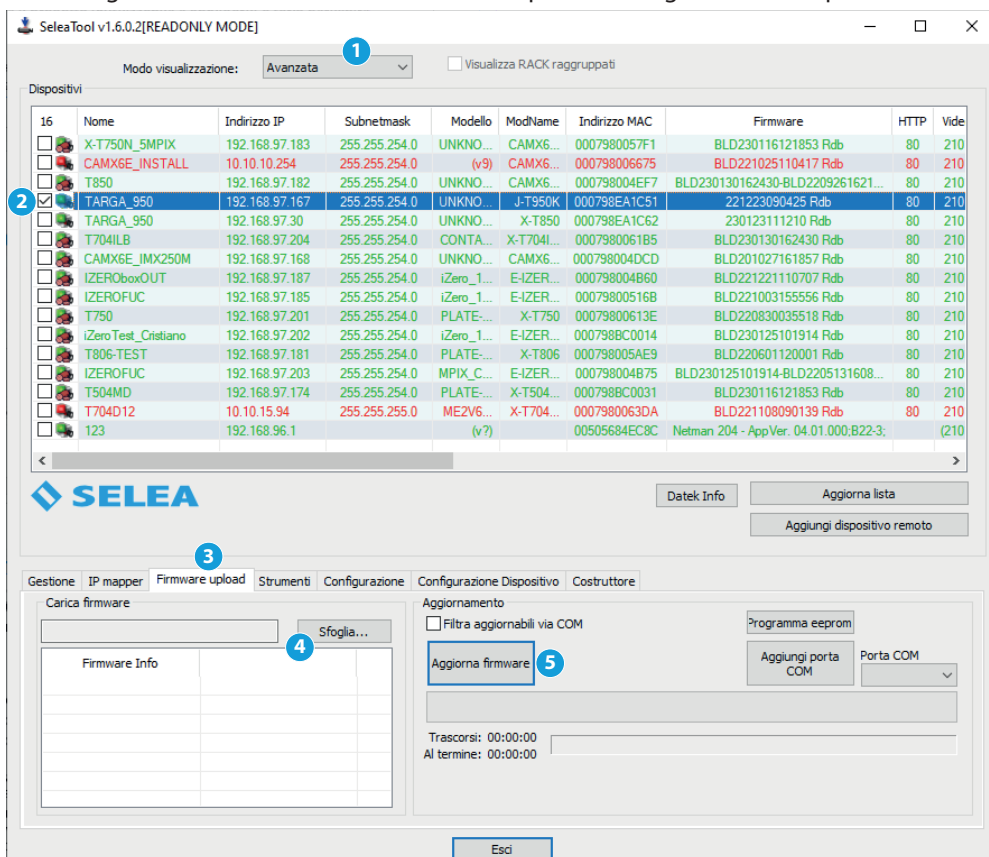 SeleaTool v1.6.0.2[READONLY MODE]
1
Modo visualizzazione: Avanzata Visualizza RACK raggruppati
Dispositivi
16 Nome Indirizzo IP Subnetmask Modello ModName Indirizzo MAC Firmware HTTP Vide
X-T750N_5MPIX 192.168.97.183 255.255.254.0 UNKNO... CAMX6... 0007980057F1 BLD230116121853 Rdb 80 210
CAMX6E_INSTALL 10.10.10.254 255.255.254.0 (v9) CAMX6... 000798006675 BLD221025110417 Rdb 80 210
T850 192.168.97.182 255.255.254.0 UNKNO... CAMX6... 000798004EF7 BLD230130162430-BLD2209261621... 80 210
2 TARGA_950 192.168.97.167 255.255.254.0 UNKNO... J-T950K 000798EA1C51 221223090425 Rdb 80 210
TARGA_950 192.168.97.30 255.255.254.0 UNKNO... X-T850 000798EA1C62 230123111210 Rdb 80 210
T704ILB 192.168.97.204 255.255.254.0 CONTA... X-T704I... 0007980061B5 BLD230130162430 Rdb 80 210
CAMX6E_IMX250M 192.168.97.168 255.255.254.0 UNKNO... CAMX6... 000798004DCD BLD201027161857 Rdb 80 210
IZEROboxOUT 192.168.97.187 255.255.254.0 iZero_1... E-IZER... 000798004B60 BLD221221110707 Rdb 80 210
IZEROFUC 192.168.97.185 255.255.254.0 iZero_1... E-IZER... 00079800516B BLD221003155556 Rdb 80 210
T750 192.168.97.201 255.255.254.0 PLATE-... X-T750 00079800613E BLD220830035518 Rdb 80 210
iZeroTest_Cristiano 192.168.97.202 255.255.254.0 iZero_1... E-IZER... 000798BC0014 BLD230125101914 Rdb 80 210
T806-TEST 192.168.97.181 255.255.254.0 PLATE-... X-T806 000798005AE9 BLD220601120001 Rdb 80 210
IZEROFUC 192.168.97.203 255.255.254.0 MPIX_C... E-IZER... 000798004B75 BLD230125101914-BLD2205131608... 80 210
T504MD 192.168.97.174 255.255.254.0 PLATE-... X-T504... 000798BC0031 BLD230116121853 Rdb 80 210
T704D12 10.10.15.94 255.255.255.0 ME2V6... X-T704... 0007980063DA BLD221108090139 Rdb 80 210
123 192.168.96.1 (v?) 00505684EC8C Netman 204 - AppVer. 04.01.000;B22-3; (210
SELEA
Datek Info Aggiorna lista
Aggiungi dispositivo remoto
3
Gestione IP mapper Firmware upload Strumenti Configurazione Configurazione Dispositivo Costruttore
Carica firmware Aggiornamento
Filtra aggiornabili via COM Programma eeprom
Sfoglia...
4
Firmware Info
Aggiorna firmware 5 Aggiungi porta COM Porta COM
Trascorsi: 00:00:00
Al termine: 00:00:00
Esci